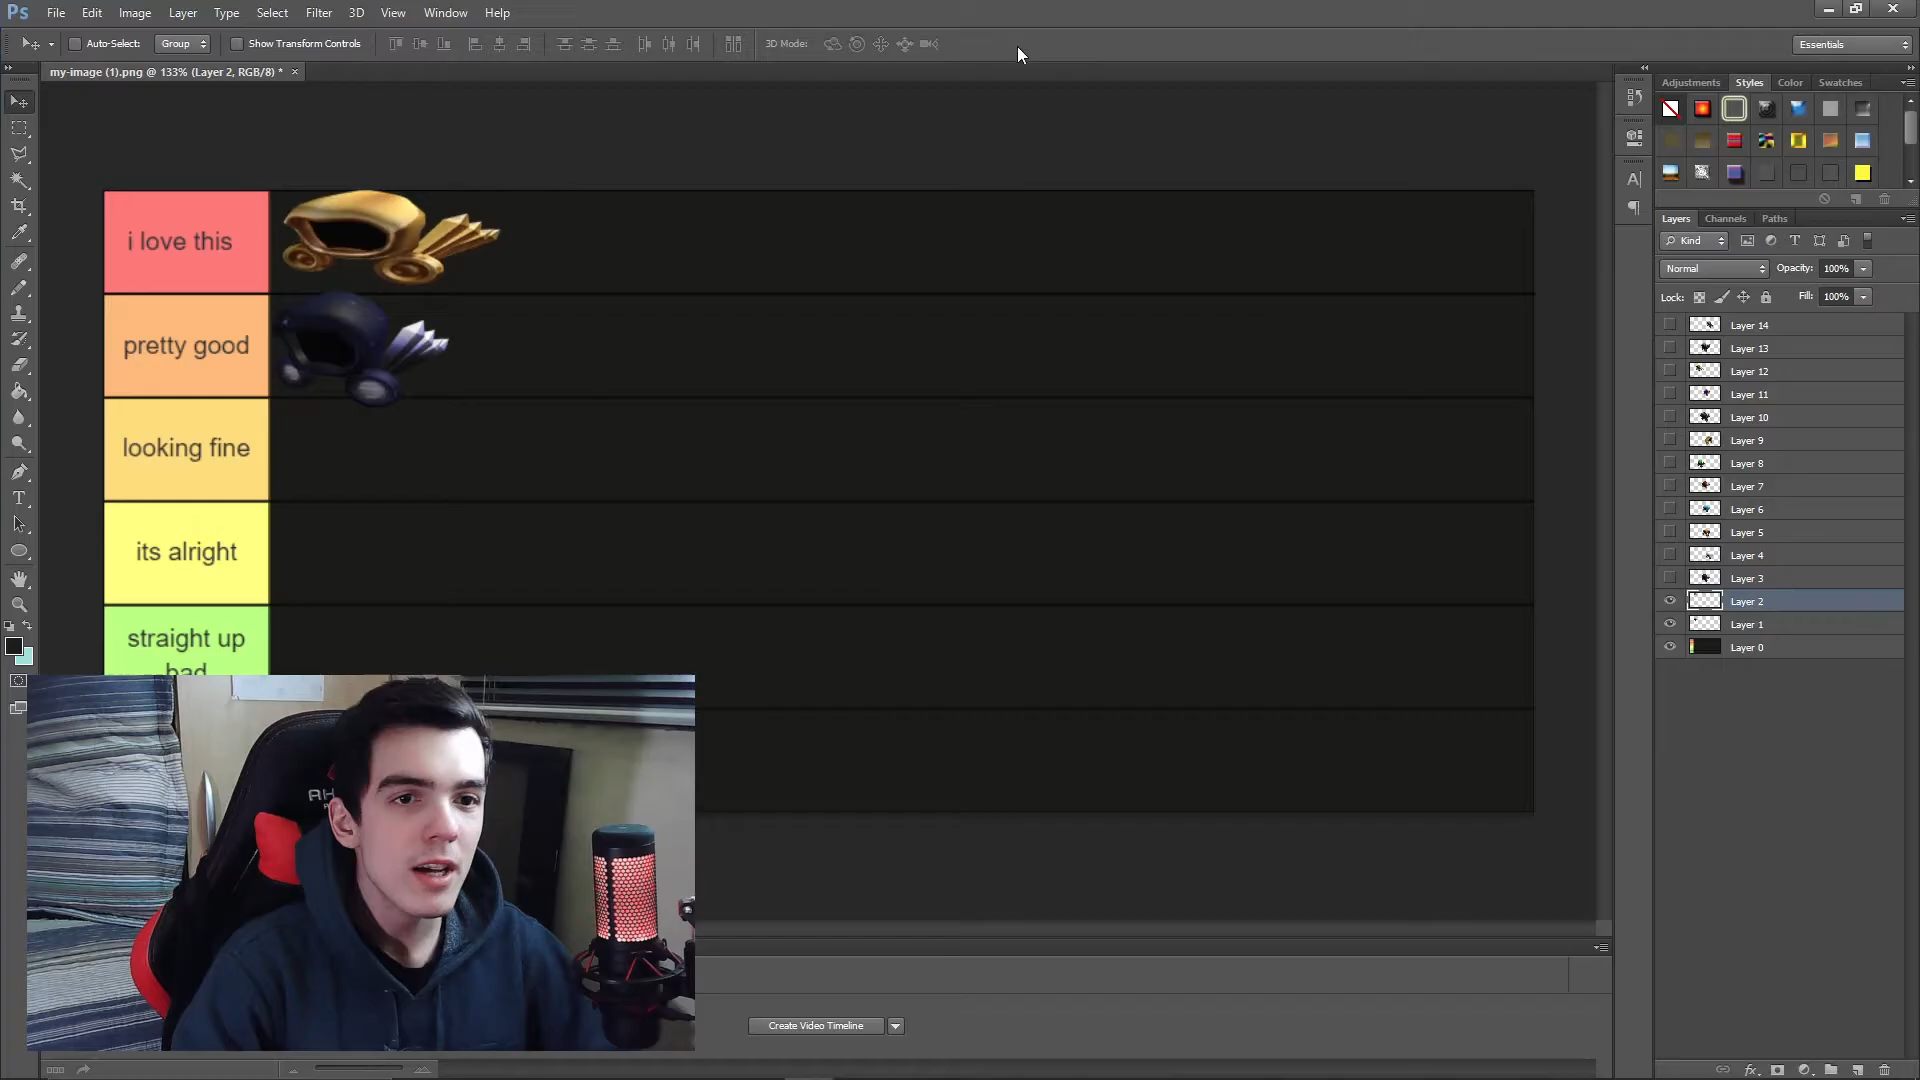 Ps File Edit Image Layer Type Select Filter 3D View Window Help
Auto-Select: Group Show Transform Controls 3D Mode: Essentials
my-image (1).png @ 133% (Layer 2, RGB/8) * ×
Adjustments Styles Color Swatches
i love this
pretty good
looking fine
its alright
straight up
bad
Layers Channels Paths
Kind
Normal Opacity: 100%
Lock: Fill: 100%
Layer 14
Layer 13
Layer 12
Layer 11
Layer 10
Layer 9
Layer 8
Layer 7
Layer 6
Layer 5
Layer 4
Layer 3
Layer 2
Layer 1
Layer 0
Create Video Timeline